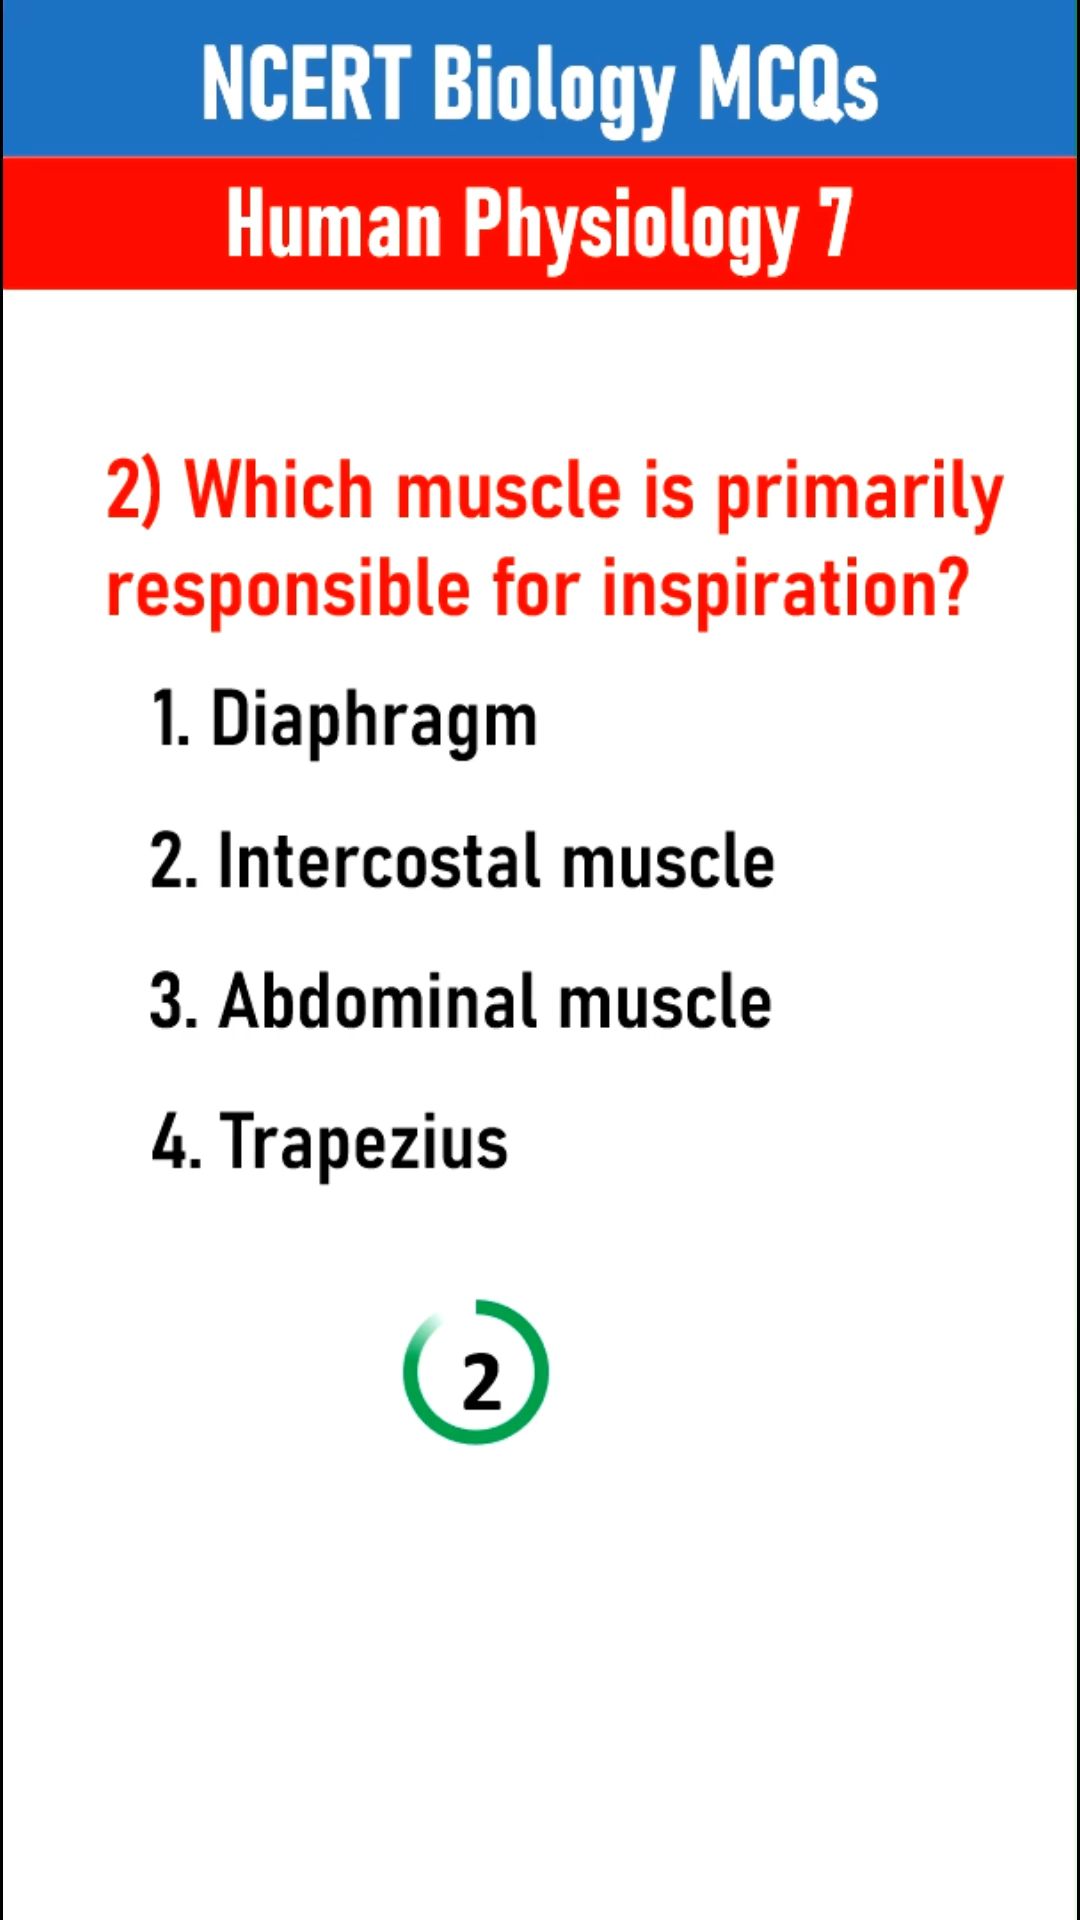 NCERT Biology MCQs
Human Physiology 7
2) Which muscle is primarily
responsible for inspiration?
1. Diaphragm
2. Intercostal muscle
3. Abdominal muscle
4. Trapezius
2